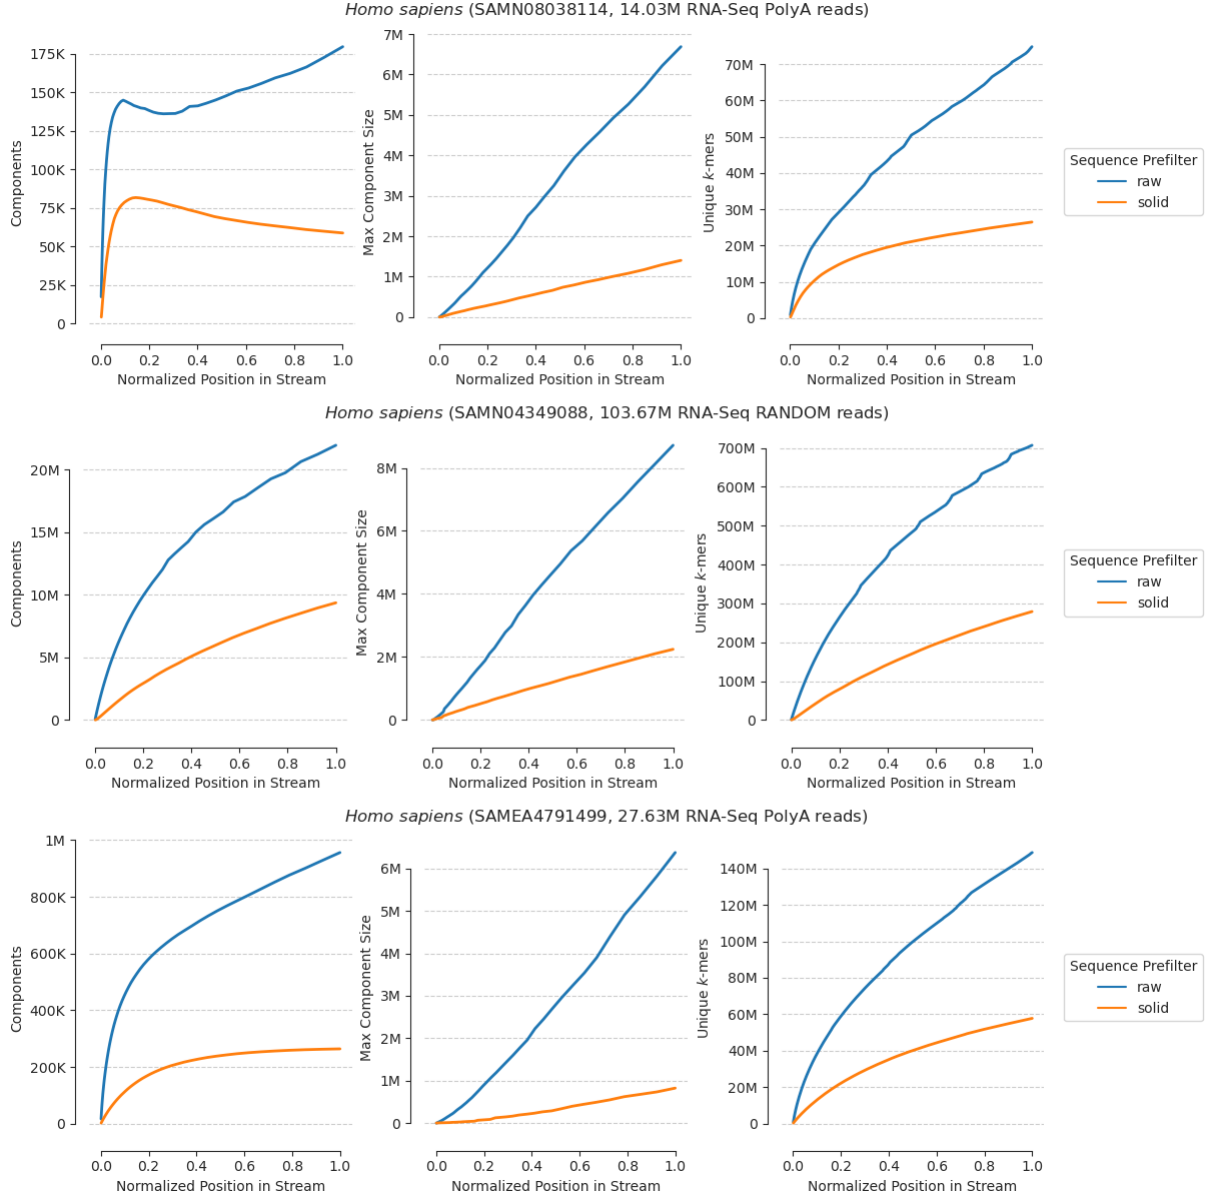 Homo sapiens (SAMN08038114, 14.03M RNA-Seq PolyA reads)
Components
175K
150K
125K
100K
75K
50K
25K
0
0.0 0.2 0.4 0.6 0.8 1.0
Normalized Position in Stream
Max Component Size
7M
6M
5M
4M
3M
2M
1M
0
0.0 0.2 0.4 0.6 0.8 1.0
Normalized Position in Stream
Unique k-mers
70M
60M
50M
40M
30M
20M
10M
0
0.0 0.2 0.4 0.6 0.8 1.0
Normalized Position in Stream
Sequence Prefilter
raw
solid
Homo sapiens (SAMN04349088, 103.67M RNA-Seq RANDOM reads)
Components
20M
15M
10M
5M
0
0.0 0.2 0.4 0.6 0.8 1.0
Normalized Position in Stream
Max Component Size
8M
6M
4M
2M
0
0.0 0.2 0.4 0.6 0.8 1.0
Normalized Position in Stream
Unique k-mers
700M
600M
500M
400M
300M
200M
100M
0
0.0 0.2 0.4 0.6 0.8 1.0
Normalized Position in Stream
Sequence Prefilter
raw
solid
Homo sapiens (SAMEA4791499, 27.63M RNA-Seq PolyA reads)
Components
1M
800K
600K
400K
200K
0
0.0 0.2 0.4 0.6 0.8 1.0
Normalized Position in Stream
Max Component Size
6M
5M
4M
3M
2M
1M
0
0.0 0.2 0.4 0.6 0.8 1.0
Normalized Position in Stream
Unique k-mers
140M
120M
100M
80M
60M
40M
20M
0
0.0 0.2 0.4 0.6 0.8 1.0
Normalized Position in Stream
Sequence Prefilter
raw
solid